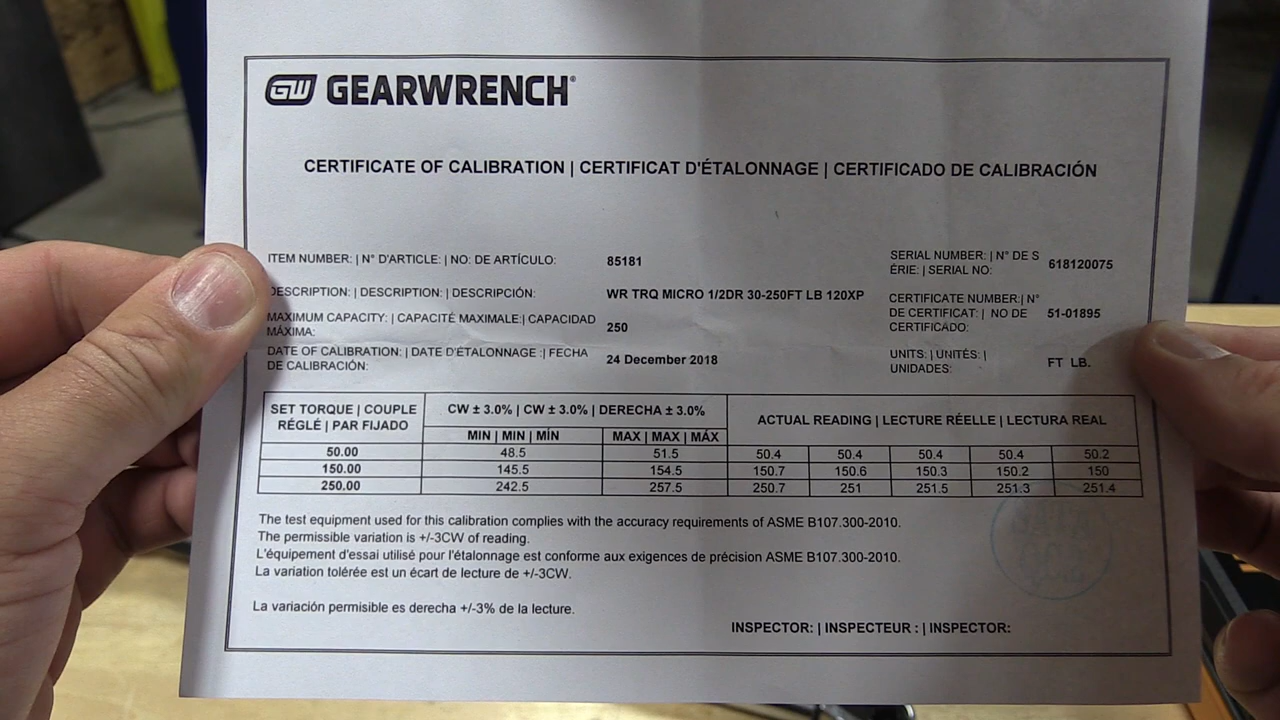 GW GEARWRENCH®
CERTIFICATE OF CALIBRATION | CERTIFICAT D'ÉTALONNAGE | CERTIFICADO DE CALIBRACIÓN
ITEM NUMBER: | N° D'ARTICLE: | NO: DE ARTÍCULO: 85181
SERIAL NUMBER: | N° DE S
ÉRIE: | SERIAL NO: 618120075
DESCRIPTION: | DESCRIPTION: | DESCRIPCIÓN: WR TRQ MICRO 1/2DR 30-250FT LB 120XP
CERTIFICATE NUMBER:| N°
DE CERTIFICAT: | NO DE
CERTIFICADO: 51-01895
MAXIMUM CAPACITY: | CAPACITÉ MAXIMALE:| CAPACIDAD
MÁXIMA: 250
DATE OF CALIBRATION: | DATE D'ÉTALONNAGE :| FECHA
DE CALIBRACIÓN: 24 December 2018
UNITS: | UNITÉS: |
UNIDADES: FT LB.
SET TORQUE | COUPLE
RÉGLÉ | PAR FIJADO
CW ± 3.0% | CW ± 3.0% | DERECHA ± 3.0%
ACTUAL READING | LECTURE RÉELLE | LECTURA REAL
MIN | MIN | MÍN MAX | MAX | MÁX
50.00 48.5 51.5 50.4 50.4 50.4 50.4 50.2
150.00 145.5 154.5 150.7 150.6 150.3 150.2 150
250.00 242.5 257.5 250.7 251 251.5 251.3 251.4
The test equipment used for this calibration complies with the accuracy requirements of ASME B107.300-2010.
The permissible variation is +/-3CW of reading.
L'équipement d'essai utilisé pour l'étalonnage est conforme aux exigences de précision ASME B107.300-2010.
La variation tolérée est un écart de lecture de +/-3CW.
La variación permisible es derecha +/-3% de la lectura.
INSPECTOR: | INSPECTEUR : | INSPECTOR: